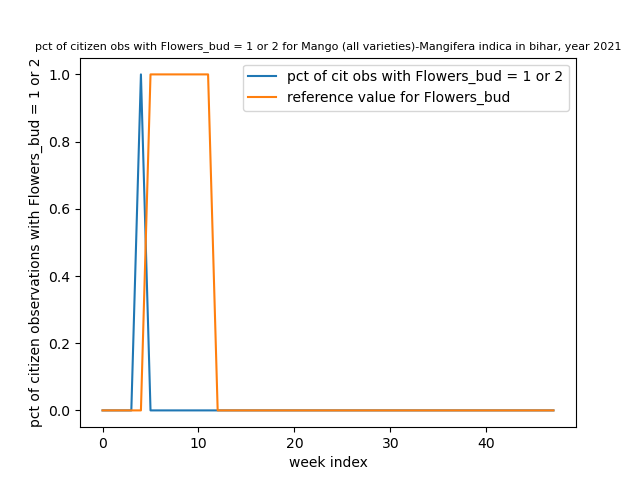 pct of citizen obs with Flowers_bud = 1 or 2 for Mango (all varieties)-Mangifera indica in bihar, year 2021
pct of citizen observations with Flowers_bud = 1 or 2
1.0
0.8
0.6
0.4
0.2
0.0
pct of cit obs with Flowers_bud = 1 or 2
reference value for Flowers_bud
0 10 20 30 40
week index